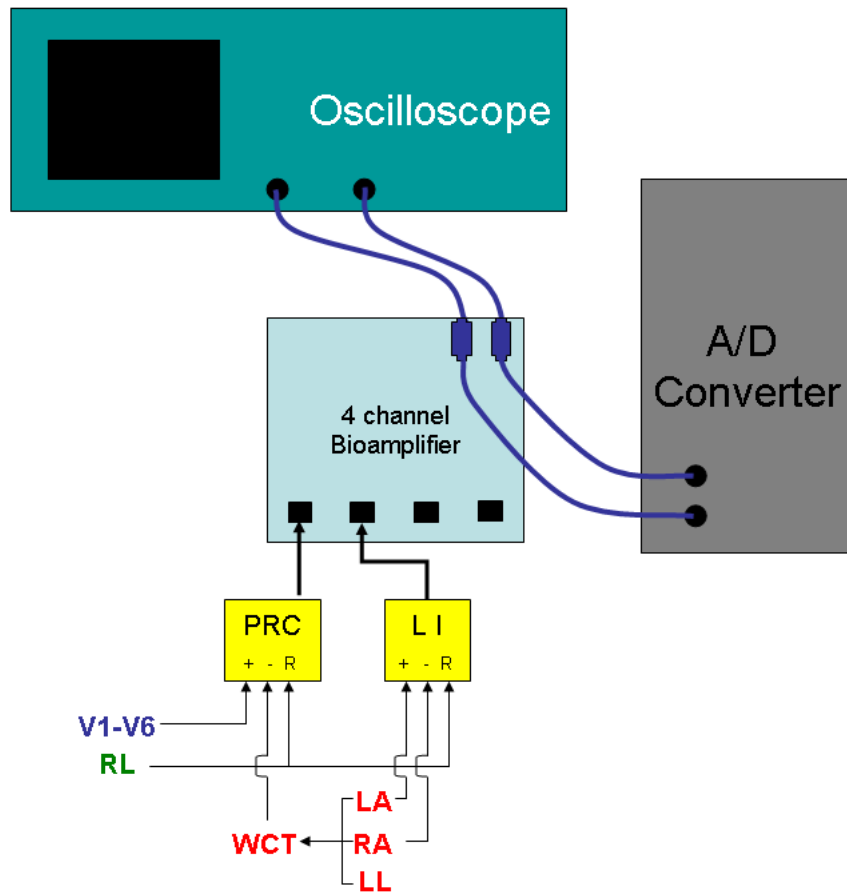 Oscilloscope
A/D
Converter
4 channel
Bioamplifier
PRC
+ - R
L I
+ - R
V1-V6
RL
LA
WCT
RA
LL